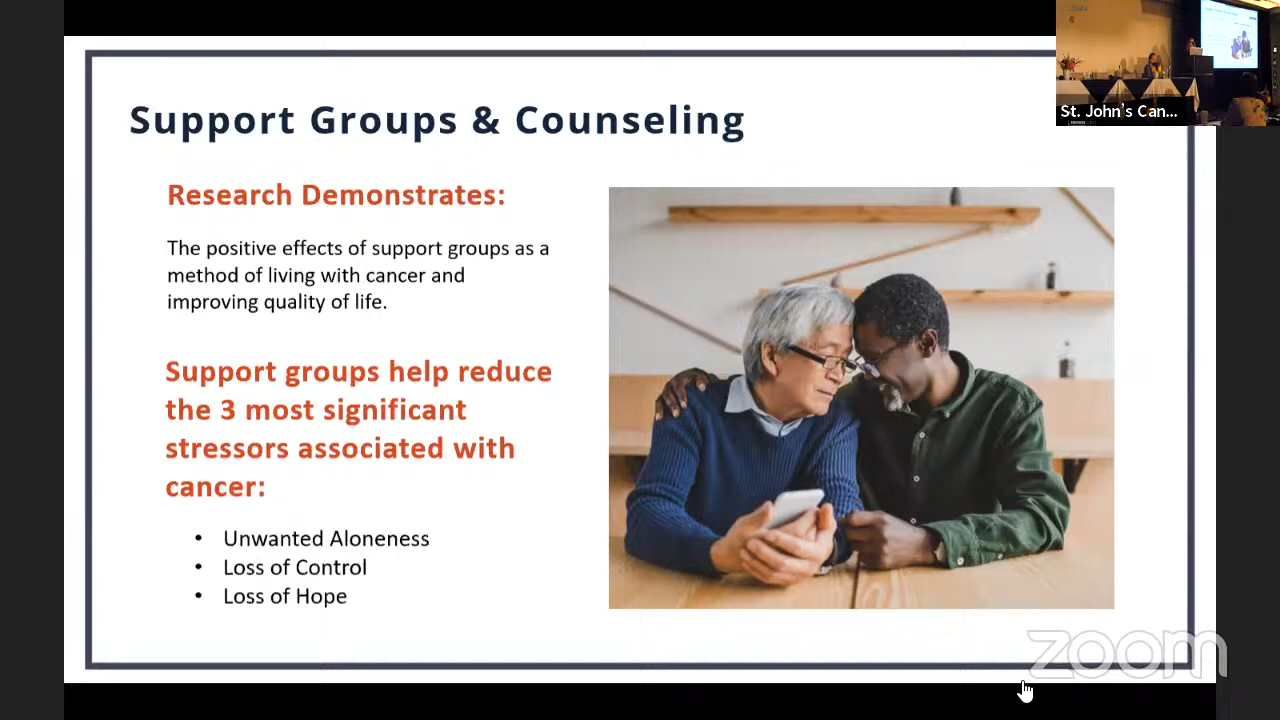 Support Groups & Counseling
St. John's Can...
Research Demonstrates:
The positive effects of support groups as a
method of living with cancer and
improving quality of life.
Support groups help reduce
the 3 most significant
stressors associated with
cancer:
• Unwanted Aloneness
• Loss of Control
• Loss of Hope
zoom